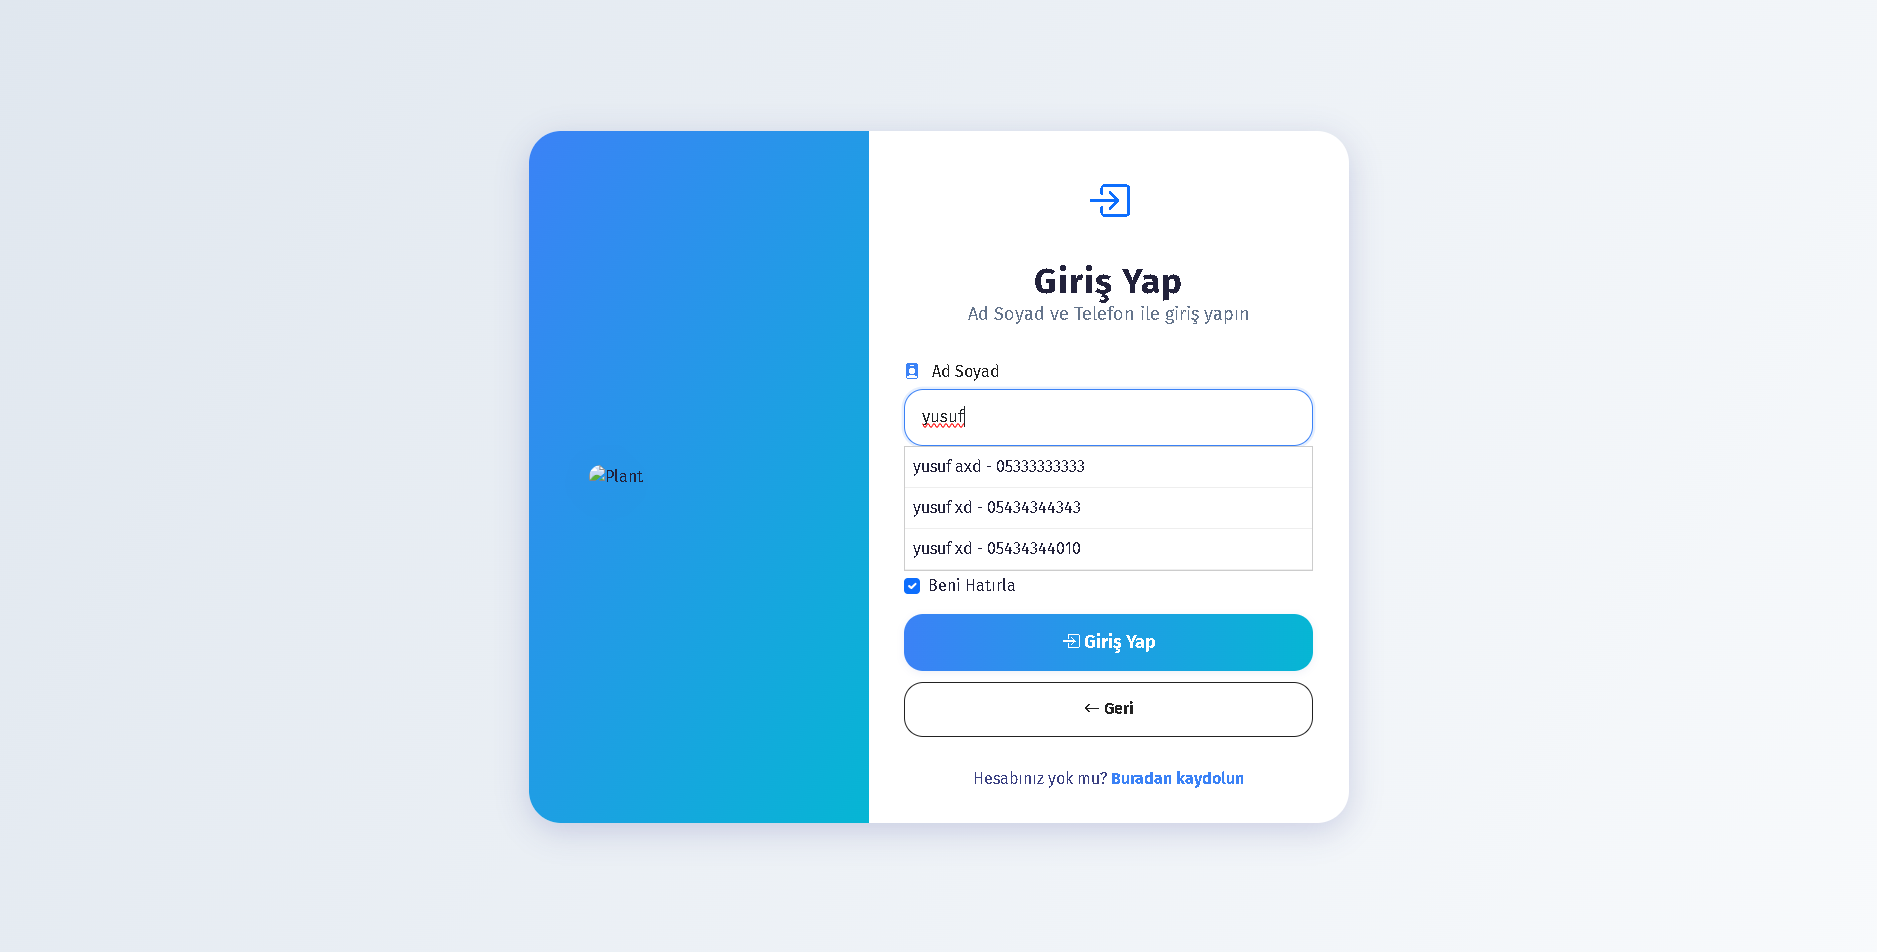 Plant
Giriş Yap
Ad Soyad ve Telefon ile giriş yapın
Ad Soyad
yusuf
yusuf axd - 05333333333
yusuf xd - 05434344343
yusuf xd - 05434344010
Beni Hatırla
Giriş Yap
← Geri
Hesabınız yok mu? Buradan kaydolun